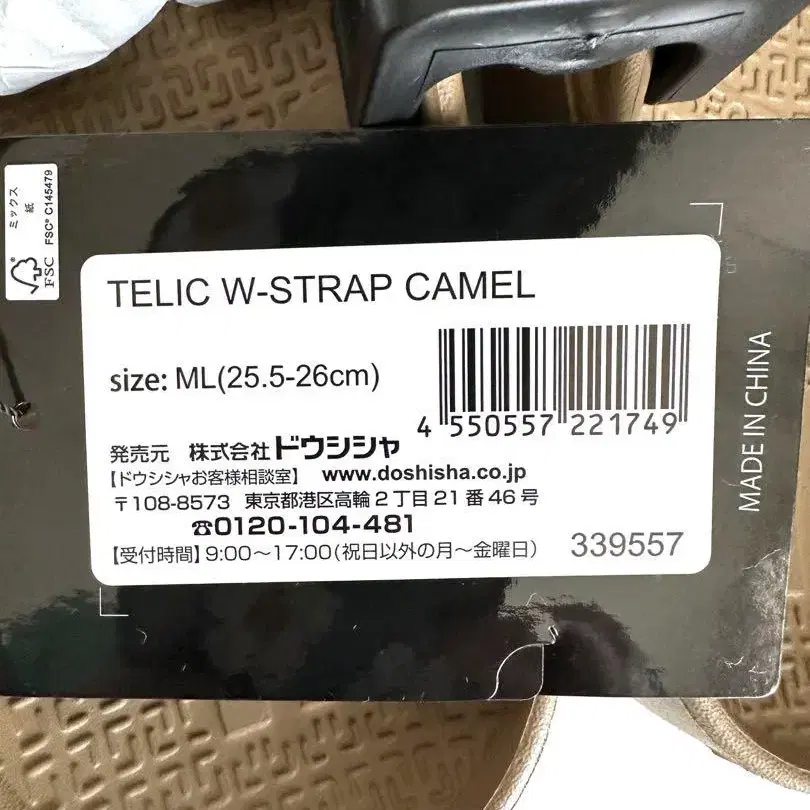 ミックス
紙
FSC® C145479
FSC
TELIC W-STRAP CAMEL
size: ML(25.5-26cm)
4 550557 221749
発売元 株式会社ドウシシャ
【ドウシシャお客様相談室】 www.doshisha.co.jp
〒108-8573 東京都港区高輪2丁目21番46号
☎0120-104-481
【受付時間】9:00～17:00(祝日以外の月～金曜日)
339557
MADE IN CHINA